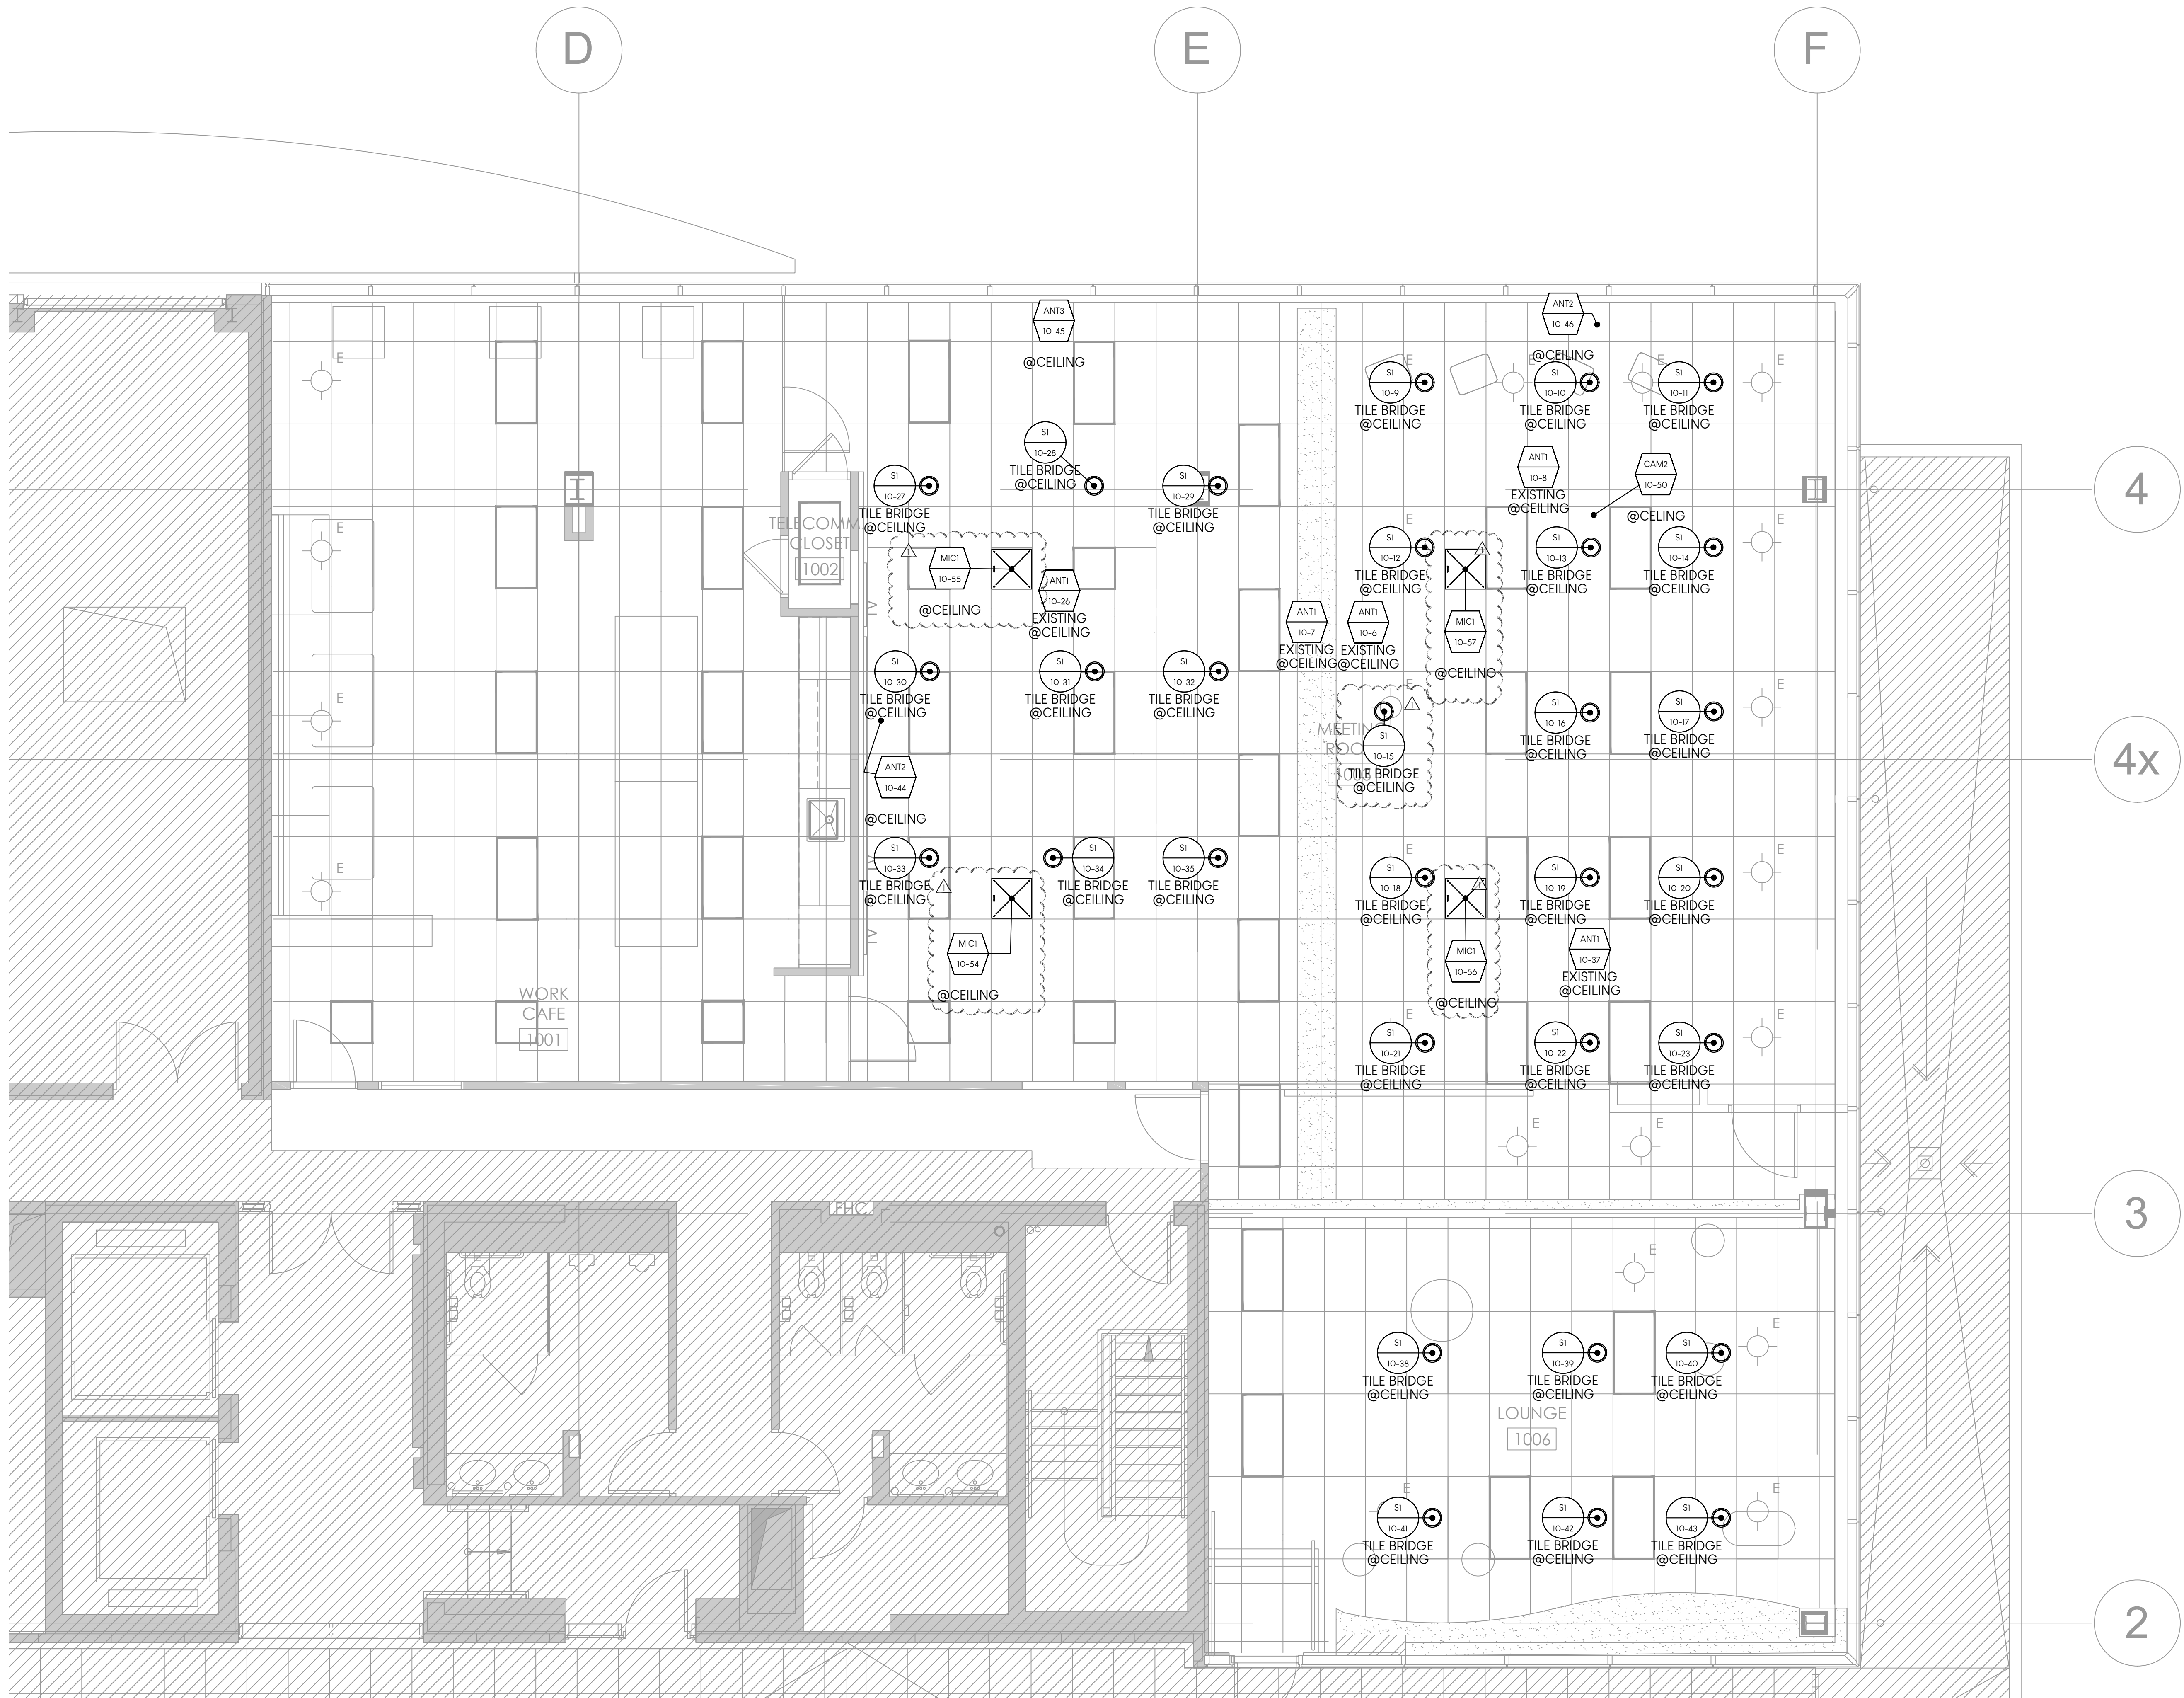 D
E
F
ANT3
10-45
@CEILING
ANT2
10-46
@CEILING
E
E
E
E
E
E
S1
10-9
TILE BRIDGE
@CEILING
S1
10-10
TILE BRIDGE
@CEILING
S1
10-11
TILE BRIDGE
@CEILING
S1
10-28
TILE BRIDGE
@CEILING
ANT1
10-8
EXISTING
@CEILING
CAM2
10-50
@CELING
4
S1
10-27
TILE BRIDGE
@CEILING
S1
10-29
TILE BRIDGE
@CEILING
TELECOMM
CLOSET
1002
E
E
E
S1
10-12
TILE BRIDGE
@CEILING
S1
10-13
TILE BRIDGE
@CEILING
S1
10-14
TILE BRIDGE
@CEILING
1
MIC1
10-55
@CEILING
ANT1
10-26
EXISTING
@CEILING
1
ANT1
10-7
EXISTING
@CEILING
ANT1
10-6
EXISTING
@CEILING
MIC1
10-57
@CEILING
S1
10-30
TILE BRIDGE
@CEILING
S1
10-31
TILE BRIDGE
@CEILING
S1
10-32
TILE BRIDGE
@CEILING
E
E
E
1
S1
10-15
TILE BRIDGE
@CEILING
S1
10-16
TILE BRIDGE
@CEILING
S1
10-17
TILE BRIDGE
@CEILING
4x
ANT2
10-44
@CEILING
S1
10-33
TILE BRIDGE
@CEILING
S1
10-34
TILE BRIDGE
@CEILING
S1
10-35
TILE BRIDGE
@CEILING
E
E
E
S1
10-18
TILE BRIDGE
@CEILING
S1
10-19
TILE BRIDGE
@CEILING
S1
10-20
TILE BRIDGE
@CEILING
1
MIC1
10-54
@CEILING
1
MIC1
10-56
@CEILING
ANT1
10-37
EXISTING
@CEILING
WORK
CAFE
1001
E
E
S1
10-21
TILE BRIDGE
@CEILING
S1
10-22
TILE BRIDGE
@CEILING
S1
10-23
TILE BRIDGE
@CEILING
E
E
FHC
3
E
E
S1
10-38
TILE BRIDGE
@CEILING
S1
10-39
TILE BRIDGE
@CEILING
S1
10-40
TILE BRIDGE
@CEILING
LOUNGE
1006
E
E
S1
10-41
TILE BRIDGE
@CEILING
S1
10-42
TILE BRIDGE
@CEILING
S1
10-43
TILE BRIDGE
@CEILING
2